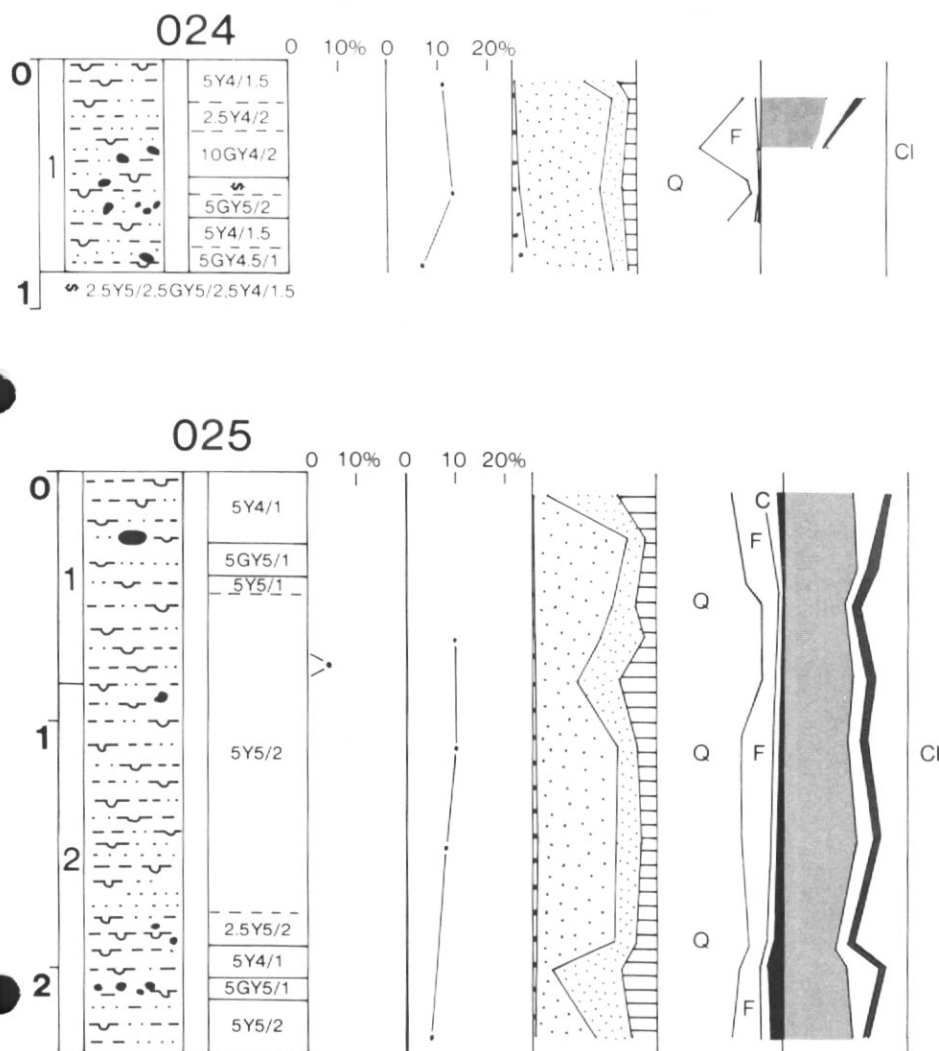 024
0 10% 0 10 20%
0
5Y4/1.5
2.5Y4/2
10GY4/2
F
1
Cl
Q
$
5GY5/2
5Y4/1.5
5GY4.5/1
1
$ 2.5Y5/2,5GY5/2,5Y4/1.5
025
0 10% 0 10 20%
0
5Y4/1
C
F
5GY5/1
1
5Y5/1
Q
1
5Y5/2
Q
F
Cl
2
2.5Y5/2
Q
5Y4/1
2
5GY5/1
F
5Y5/2